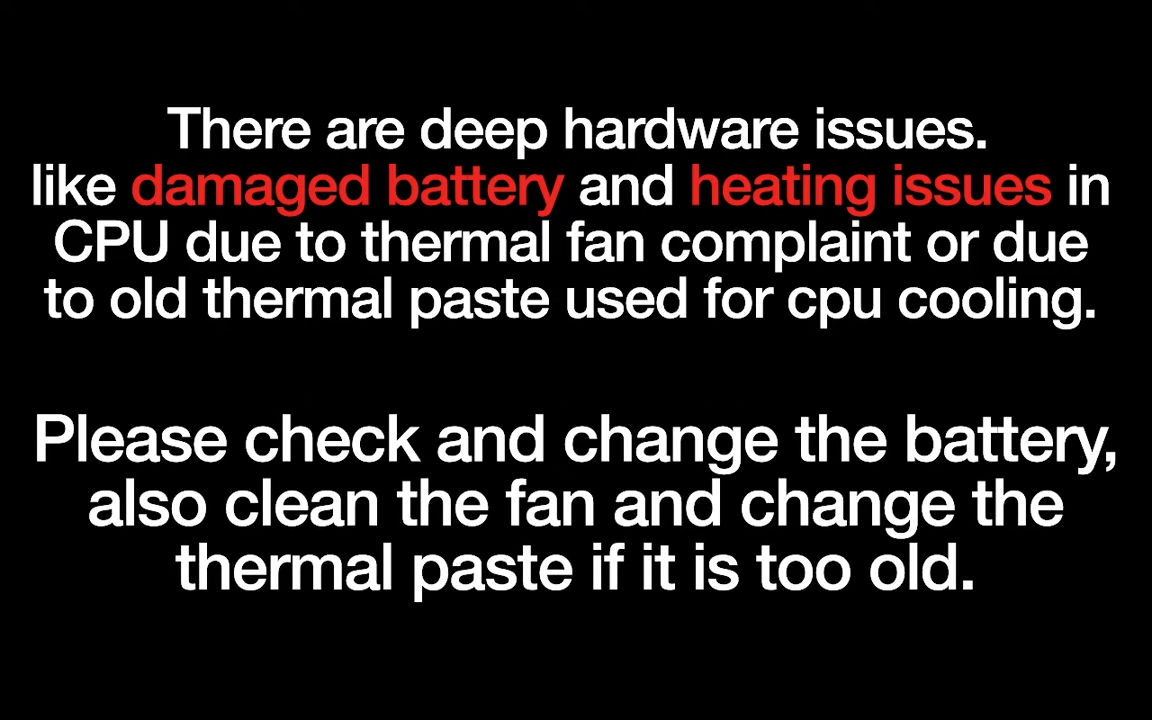 There are deep hardware issues.
like damaged battery and heating issues in
CPU due to thermal fan complaint or due
to old thermal paste used for cpu cooling.
Please check and change the battery,
also clean the fan and change the
thermal paste if it is too old.